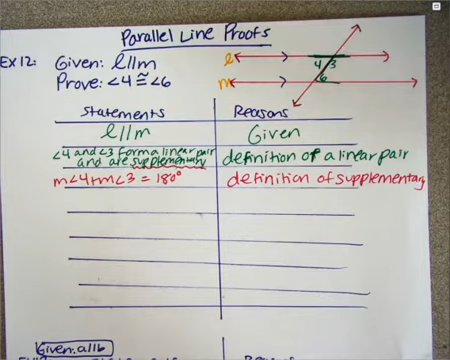 Parallel Line Proofs
EX 12: Given: l||m
Prove: ∠4 ≅ ∠6
l
m
4 3
6
Statements Reasons
l||m Given
∠4 and ∠3 form a linear pair and are supplementary definition of a linear pair
m∠4+m∠3 = 180° definition of supplementary
Given: a||b